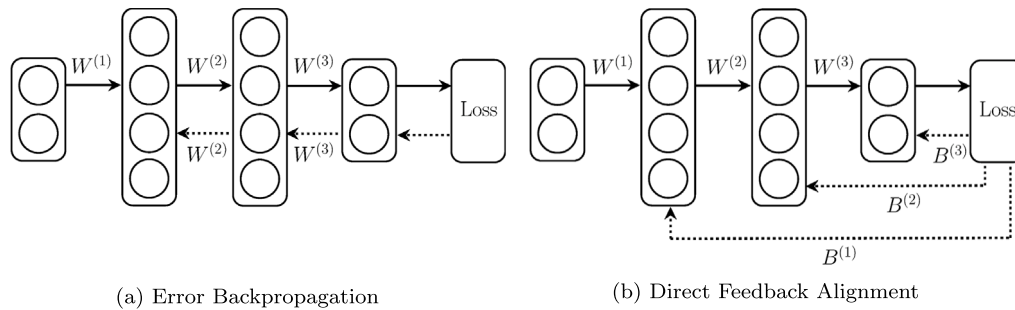 W^{(1)} W^{(2)} W^{(3)} Loss
W^{(2)} W^{(3)}
(a) Error Backpropagation
W^{(1)} W^{(2)} W^{(3)} Loss
B^{(3)}
B^{(2)}
B^{(1)}
(b) Direct Feedback Alignment